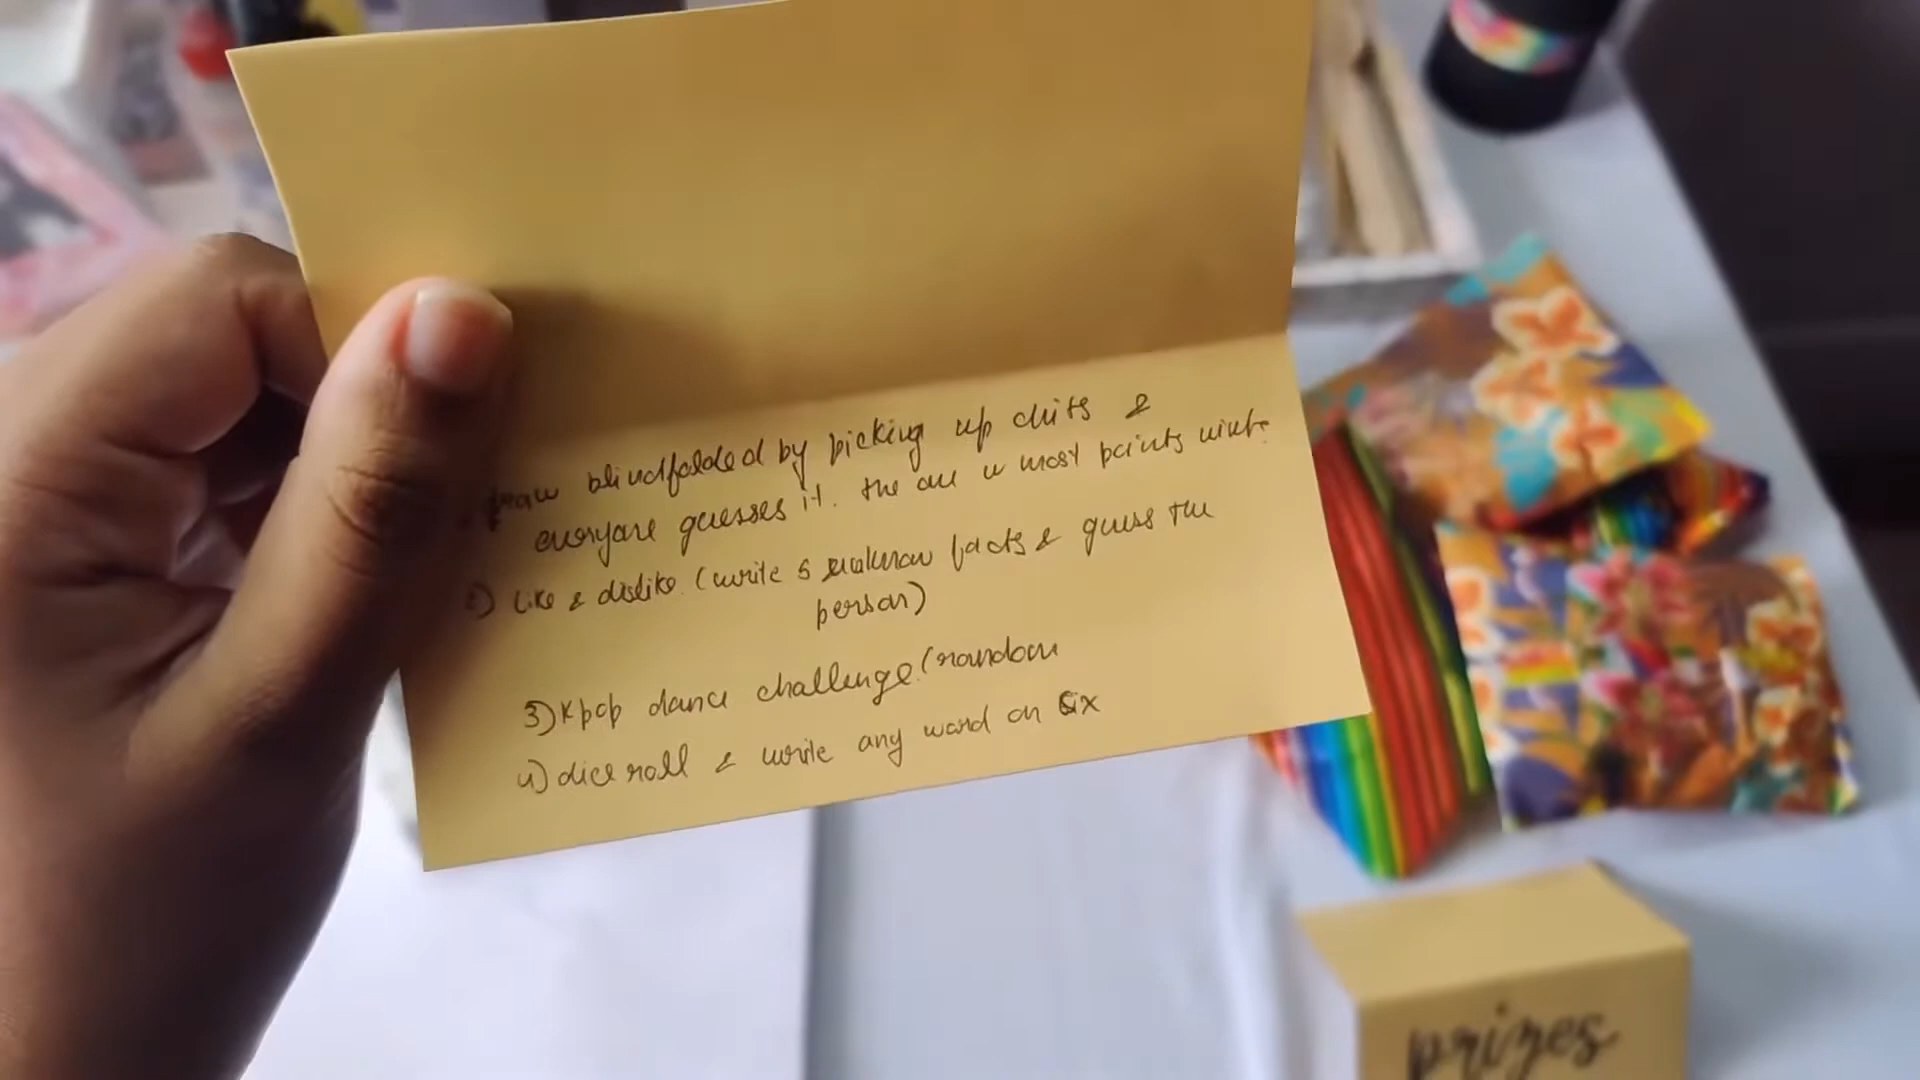 draw blindfolded by picking up chits &
everyone guesses it. the one w most points wins
2) Like & dislike (write 5 facts & guess the
person)
3) Kpop dance challenge (random
4) dice roll & write any word on six
prizes